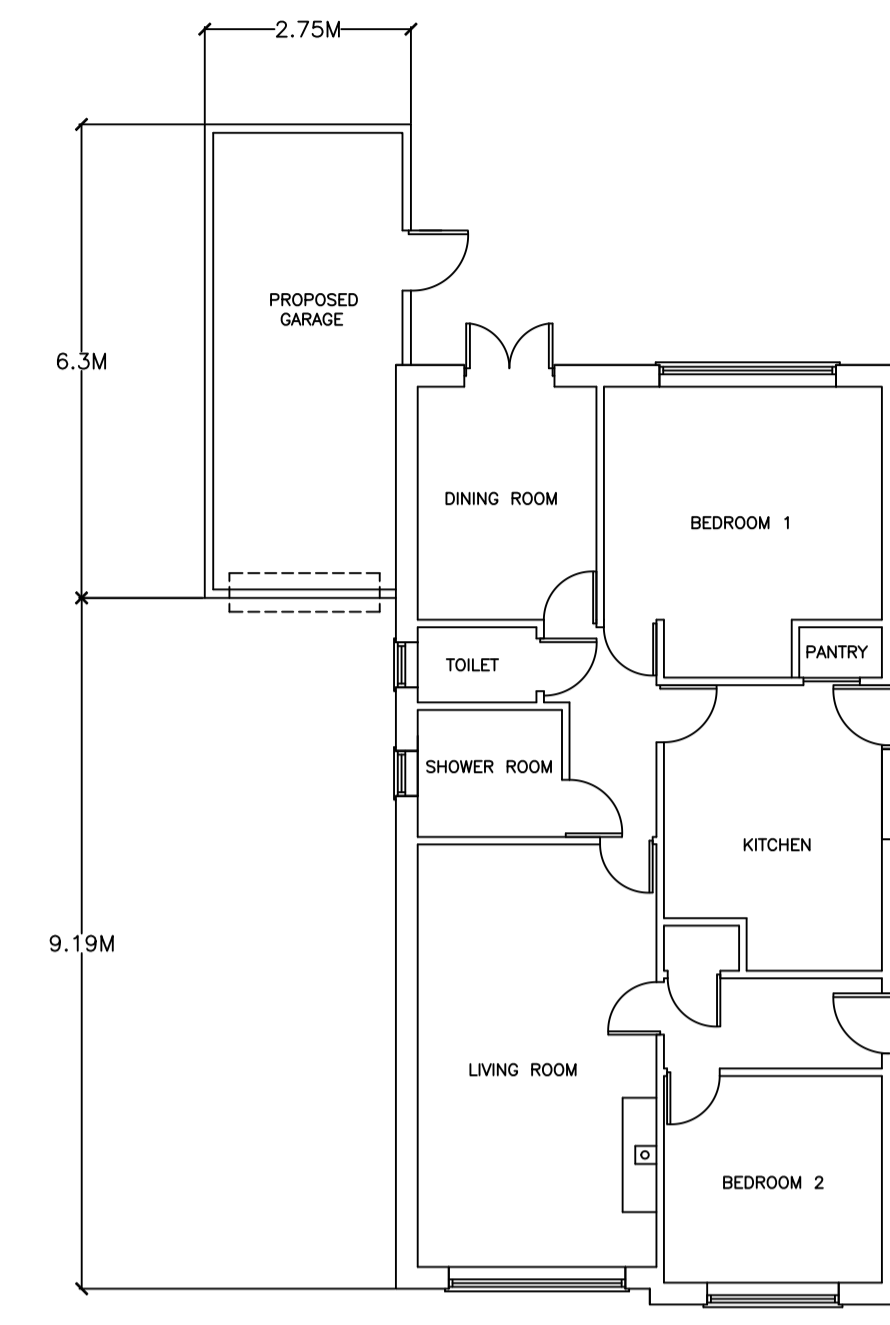 2.75M
PROPOSED
GARAGE
6.3M
DINING ROOM
BEDROOM 1
TOILET
PANTRY
SHOWER ROOM
KITCHEN
9.19M
LIVING ROOM
BEDROOM 2